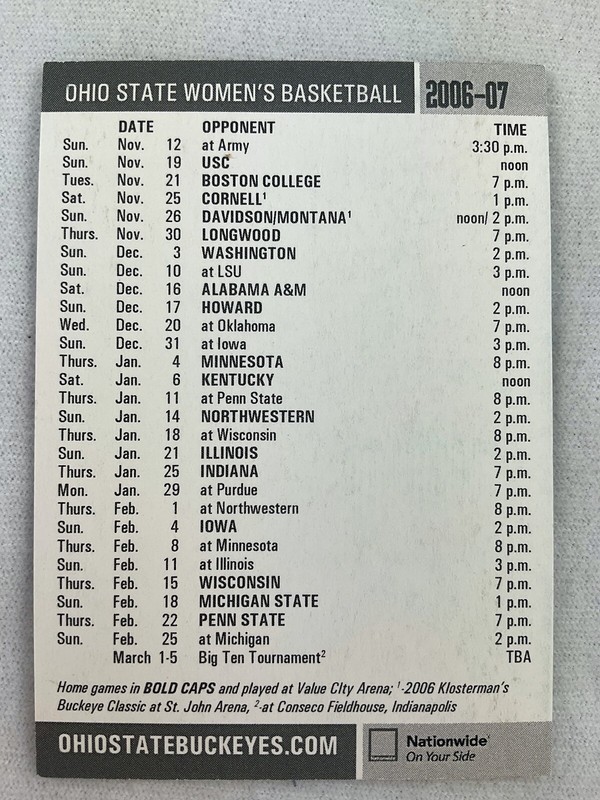 OHIO STATE WOMEN'S BASKETBALL 2006-07
DATE OPPONENT TIME
Sun. Nov. 12 at Army 3:30 p.m.
Sun. Nov. 19 USC noon
Tues. Nov. 21 BOSTON COLLEGE 7 p.m.
Sat. Nov. 25 CORNELL¹ 1 p.m.
Sun. Nov. 26 DAVIDSON/MONTANA¹ noon/ 2 p.m.
Thurs. Nov. 30 LONGWOOD 7 p.m.
Sun. Dec. 3 WASHINGTON 2 p.m.
Sun. Dec. 10 at LSU 3 p.m.
Sat. Dec. 16 ALABAMA A&M noon
Sun. Dec. 17 HOWARD 2 p.m.
Wed. Dec. 20 at Oklahoma 7 p.m.
Sun. Dec. 31 at Iowa 3 p.m.
Thurs. Jan. 4 MINNESOTA 8 p.m.
Sat. Jan. 6 KENTUCKY noon
Thurs. Jan. 11 at Penn State 8 p.m.
Sun. Jan. 14 NORTHWESTERN 2 p.m.
Thurs. Jan. 18 at Wisconsin 8 p.m.
Sun. Jan. 21 ILLINOIS 2 p.m.
Thurs. Jan. 25 INDIANA 7 p.m.
Mon. Jan. 29 at Purdue 7 p.m.
Thurs. Feb. 1 at Northwestern 8 p.m.
Sun. Feb. 4 IOWA 2 p.m.
Thurs. Feb. 8 at Minnesota 8 p.m.
Sun. Feb. 11 at Illinois 3 p.m.
Thurs. Feb. 15 WISCONSIN 7 p.m.
Sun. Feb. 18 MICHIGAN STATE 1 p.m.
Thurs. Feb. 22 PENN STATE 7 p.m.
Sun. Feb. 25 at Michigan 2 p.m.
March 1-5 Big Ten Tournament² TBA
Home games in BOLD CAPS and played at Value CIty Arena; ¹-2006 Klosterman's
Buckeye Classic at St. John Arena, ²-at Conseco Fieldhouse, Indianapolis
OHIOSTATEBUCKEYES.COM
Nationwide
Nationwide®
On Your Side